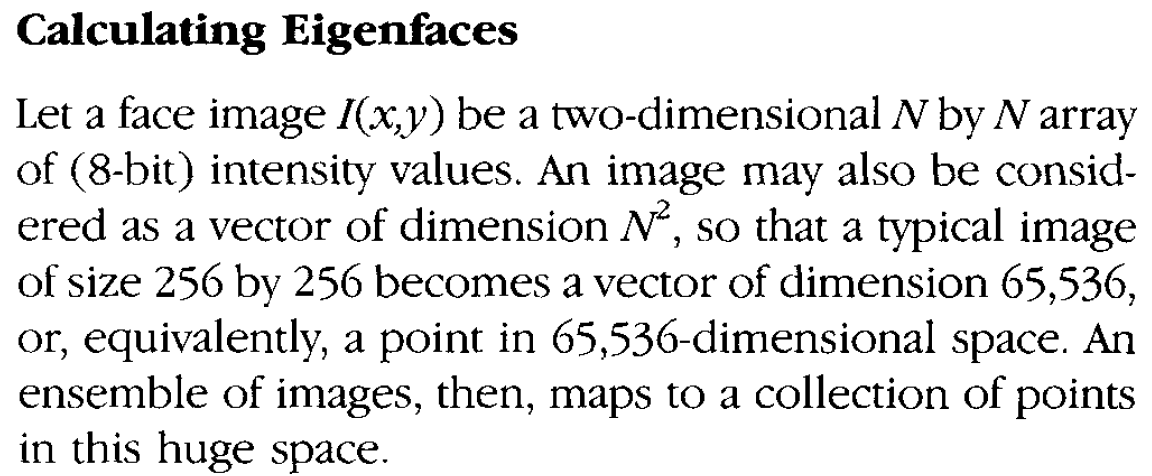 Calculating Eigenfaces
Let a face image I(x,y) be a two-dimensional N by N array
of (8-bit) intensity values. An image may also be consid-
ered as a vector of dimension N², so that a typical image
of size 256 by 256 becomes a vector of dimension 65,536,
or, equivalently, a point in 65,536-dimensional space. An
ensemble of images, then, maps to a collection of points
in this huge space.